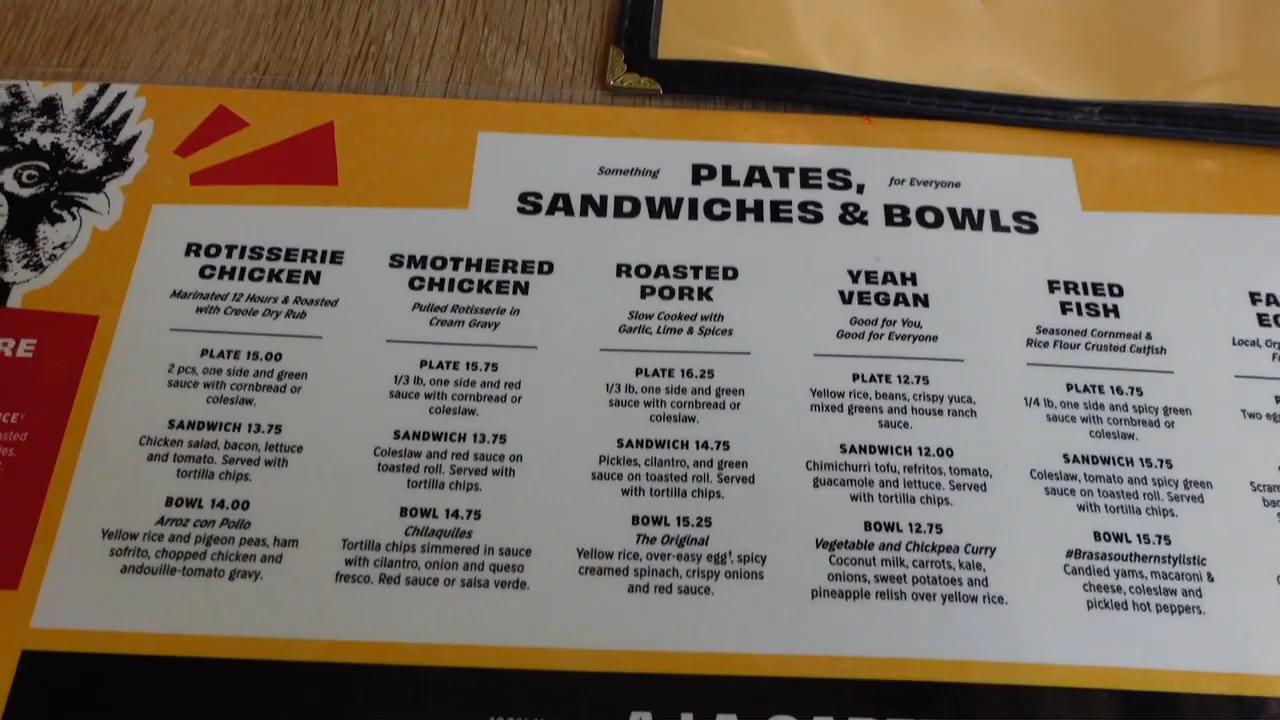 Something PLATES, for Everyone
SANDWICHES & BOWLS
ROTISSERIE
CHICKEN
Marinated 12 Hours & Roasted
with Creole Dry Rub
PLATE 15.00
2 pcs, one side and green
sauce with cornbread or
coleslaw.
SANDWICH 13.75
Chicken salad, bacon, lettuce
and tomato. Served with
tortilla chips.
BOWL 14.00
Arroz con Pollo
Yellow rice and pigeon peas, ham
sofrito, chopped chicken and
andouille-tomato gravy.
SMOTHERED
CHICKEN
Pulled Rotisserie in
Cream Gravy
PLATE 15.75
1/3 lb, one side and red
sauce with cornbread or
coleslaw.
SANDWICH 13.75
Coleslaw and red sauce on
toasted roll. Served with
tortilla chips.
BOWL 14.75
Chilaquiles
Tortilla chips simmered in sauce
with cilantro, onion and queso
fresco. Red sauce or salsa verde.
ROASTED
PORK
Slow Cooked with
Garlic, Lime & Spices
PLATE 16.25
1/3 lb, one side and green
sauce with cornbread or
coleslaw.
SANDWICH 14.75
Pickles, cilantro, and green
sauce on toasted roll. Served
with tortilla chips.
BOWL 15.25
The Original
Yellow rice, over-easy egg†, spicy
creamed spinach, crispy onions
and red sauce.
YEAH
VEGAN
Good for You,
Good for Everyone
PLATE 12.75
Yellow rice, beans, crispy yuca,
mixed greens and house ranch
sauce.
SANDWICH 12.00
Chimichurri tofu, refritos, tomato,
guacamole and lettuce. Served
with tortilla chips.
BOWL 12.75
Vegetable and Chickpea Curry
Coconut milk, carrots, kale,
onions, sweet potatoes and
pineapple relish over yellow rice.
FRIED
FISH
Seasoned Cornmeal &
Rice Flour Crusted Catfish
PLATE 16.75
1/4 lb, one side and spicy green
sauce with cornbread or
coleslaw.
SANDWICH 15.75
Coleslaw, tomato and spicy green
sauce on toasted roll. Served
with tortilla chips.
BOWL 15.75
#Brasasouthernstylistic
Candied yams, macaroni &
cheese, coleslaw and
pickled hot peppers.
Local,
Two